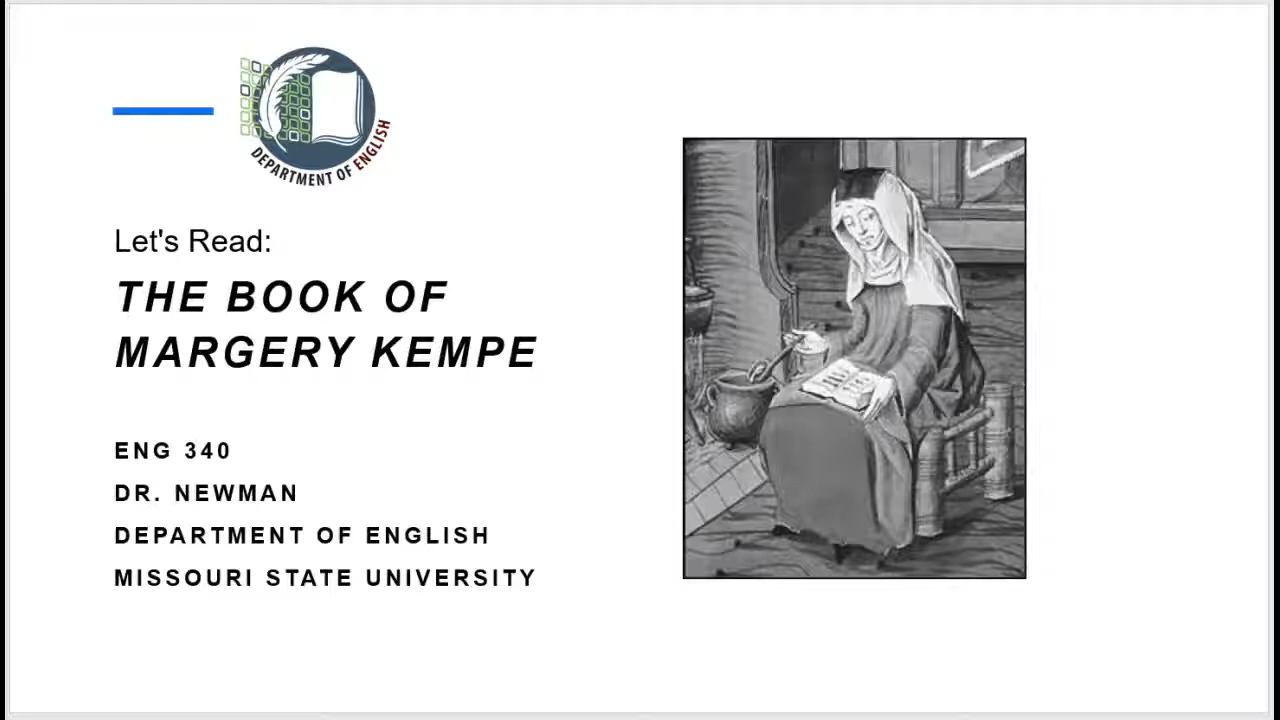 DEPARTMENT OF ENGLISH
Let's Read:
THE BOOK OF
MARGERY KEMPE
ENG 340
DR. NEWMAN
DEPARTMENT OF ENGLISH
MISSOURI STATE UNIVERSITY